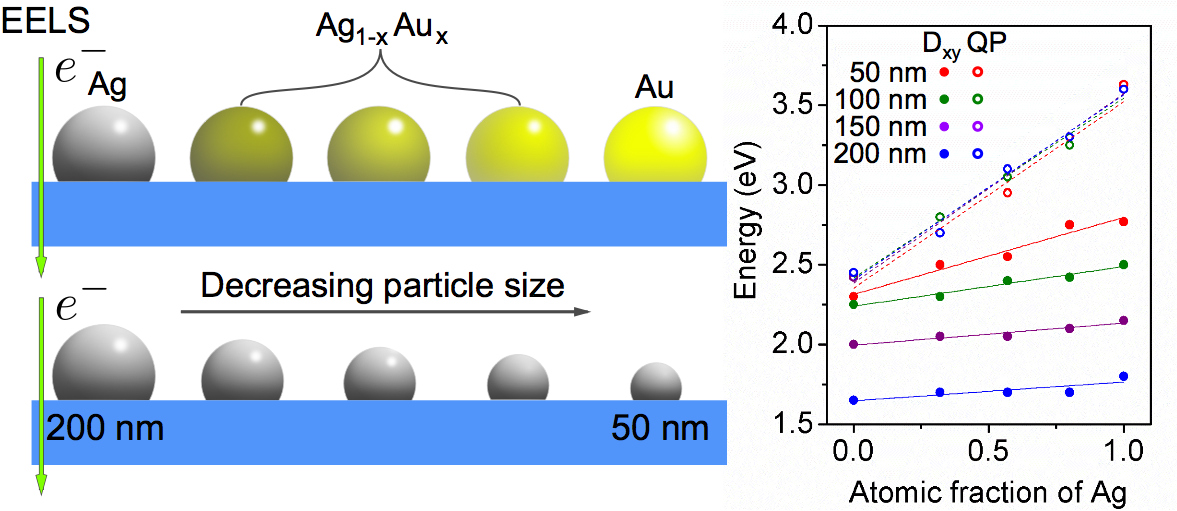 EELS
e⁻
Ag₁₋ₓAuₓ
Ag
Au
e⁻
Decreasing particle size
200 nm
50 nm
Dₓᵧ QP
50 nm
100 nm
150 nm
200 nm
4.0
3.5
3.0
2.5
2.0
1.5
Energy (eV)
0.0 0.5 1.0
Atomic fraction of Ag